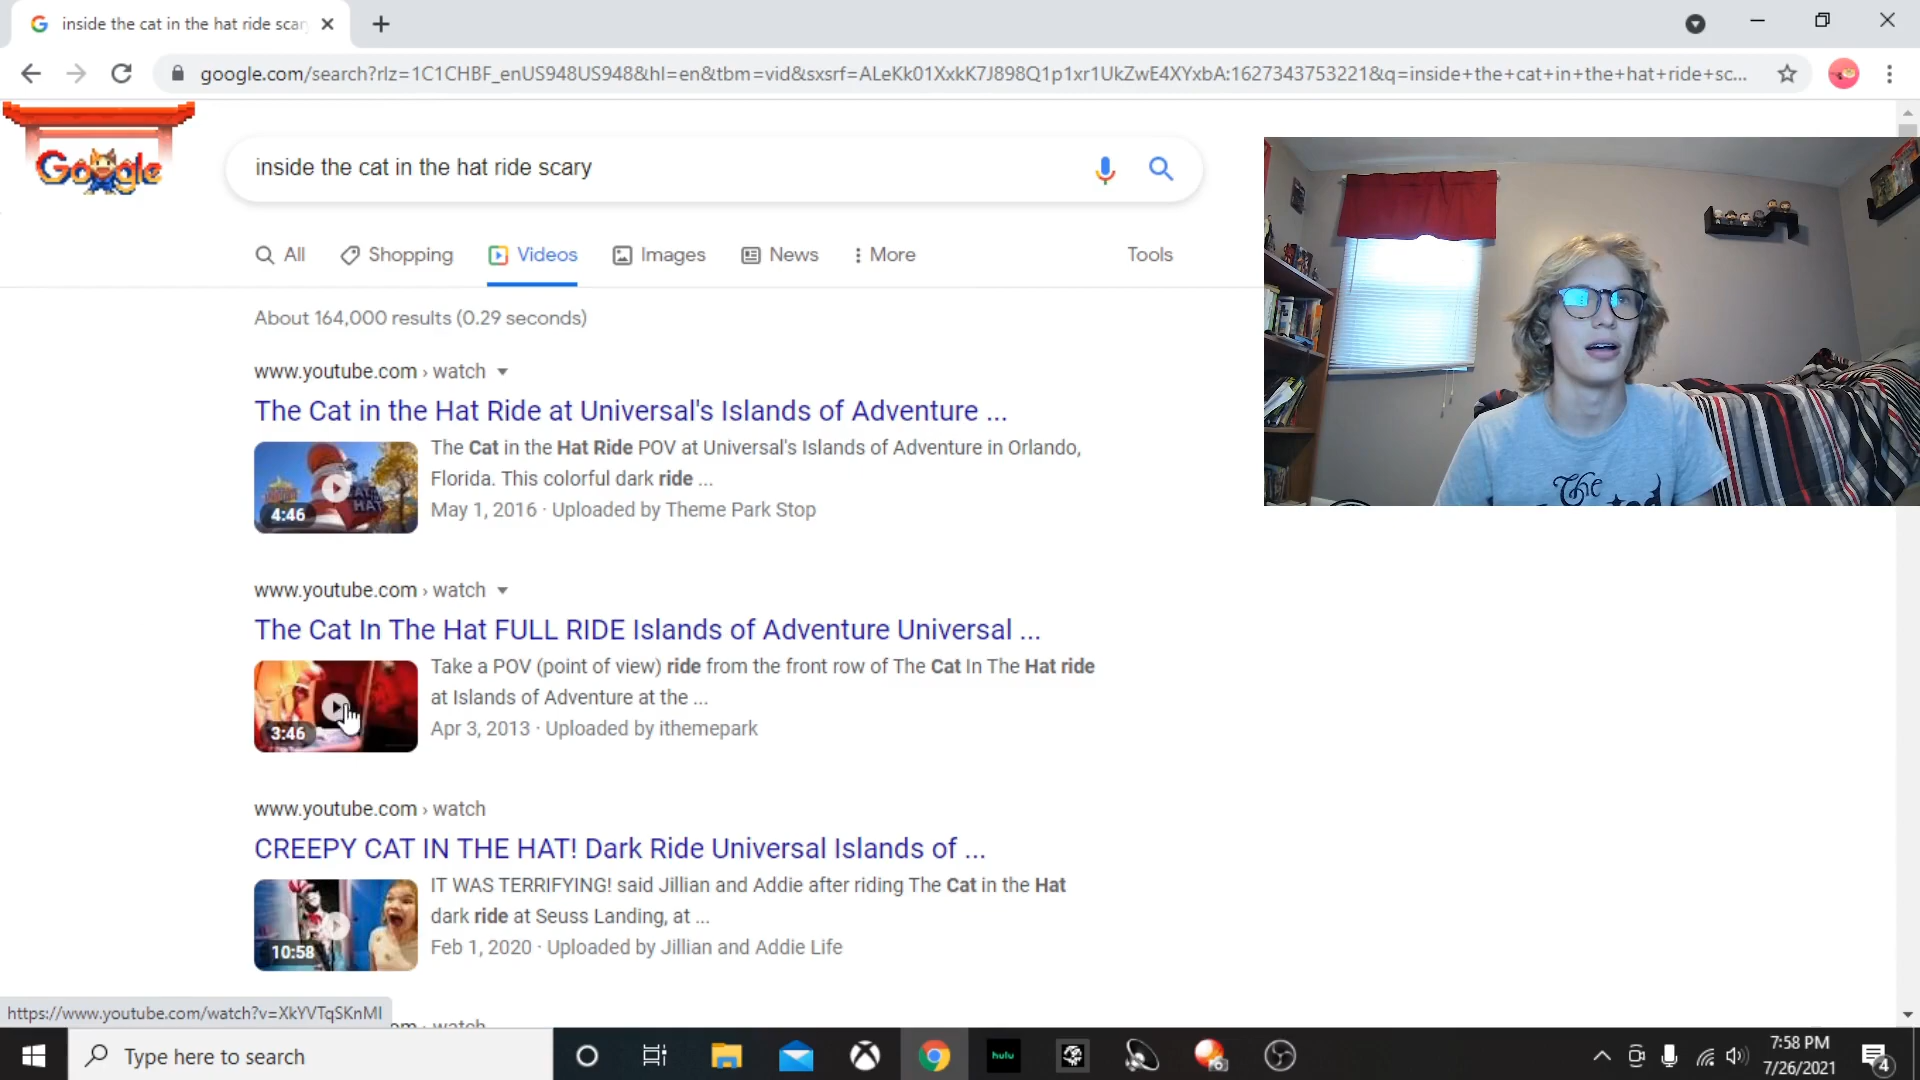 inside the cat in the hat ride scar
google.com/search?rlz=1C1CHBF_enUS948US948&hl=en&tbm=vid&sxsrf=ALeKk01XxkK7J898Q1p1xr1UkZwE4XYxbA:1627343753221&q=inside+the+cat+in+the+hat+ride+sc...
Google
inside the cat in the hat ride scary
All Shopping Videos Images News More Tools
About 164,000 results (0.29 seconds)
www.youtube.com › watch
The Cat in the Hat Ride at Universal's Islands of Adventure ...
The Cat in the Hat Ride POV at Universal's Islands of Adventure in Orlando,
Florida. This colorful dark ride ...
May 1, 2016 · Uploaded by Theme Park Stop
4:46
www.youtube.com › watch
The Cat In The Hat FULL RIDE Islands of Adventure Universal ...
Take a POV (point of view) ride from the front row of The Cat In The Hat ride
at Islands of Adventure at the ...
Apr 3, 2013 · Uploaded by ithemepark
3:46
www.youtube.com › watch
CREEPY CAT IN THE HAT! Dark Ride Universal Islands of ...
IT WAS TERRIFYING! said Jillian and Addie after riding The Cat in the Hat
dark ride at Seuss Landing, at ...
Feb 1, 2020 · Uploaded by Jillian and Addie Life
10:58
The
https://www.youtube.com/watch?v=XkYVTqSKnMI
Type here to search
hulu
7:58 PM
7/26/2021
4